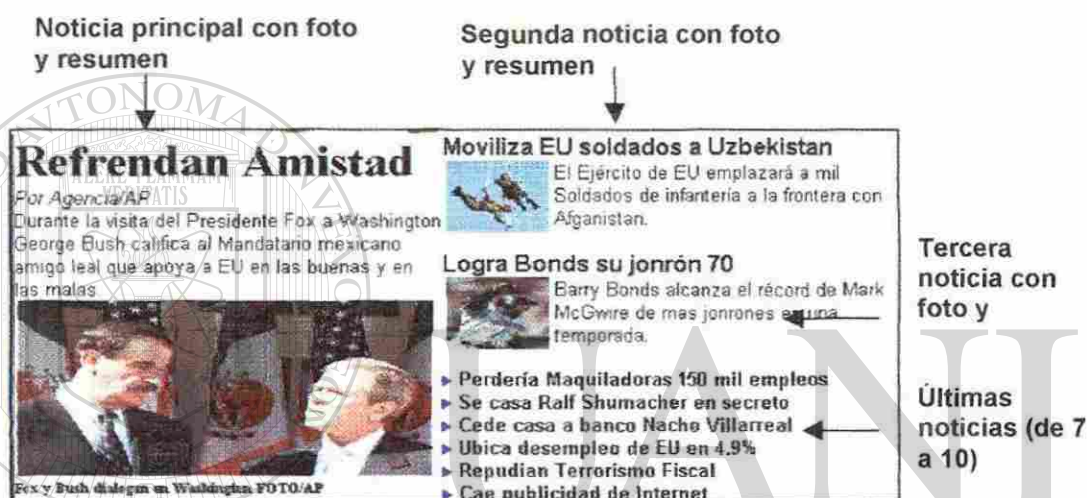 Noticia principal con foto
y resumen
Segunda noticia con foto
y resumen
Refrendan Amistad
Por Agencia/AP
Durante la visita del Presidente Fox a Washington
George Bush califica al Mandatario mexicano
amigo leal que apoya a EU en las buenas y en
las malas
Fox y Bush dialogan en Washington FOTO/AP
Moviliza EU soldados a Uzbekistan
El Ejército de EU emplazará a mil
Soldados de infantería a la frontera con
Afganistan.
Logra Bonds su jonrón 70
Barry Bonds alcanza el récord de Mark
McGwire de mas jonrones en una
temporada.
Perdería Maquiladoras 150 mil empleos
Se casa Ralf Shumacher en secreto
Cede casa a banco Nacho Villarreal
Ubica desempleo de EU en 4.9%
Repudian Terrorismo Fiscal
Cae publicidad de Internet
Tercera
noticia con
foto y
Últimas
noticias (de 7
a 10)
UANL